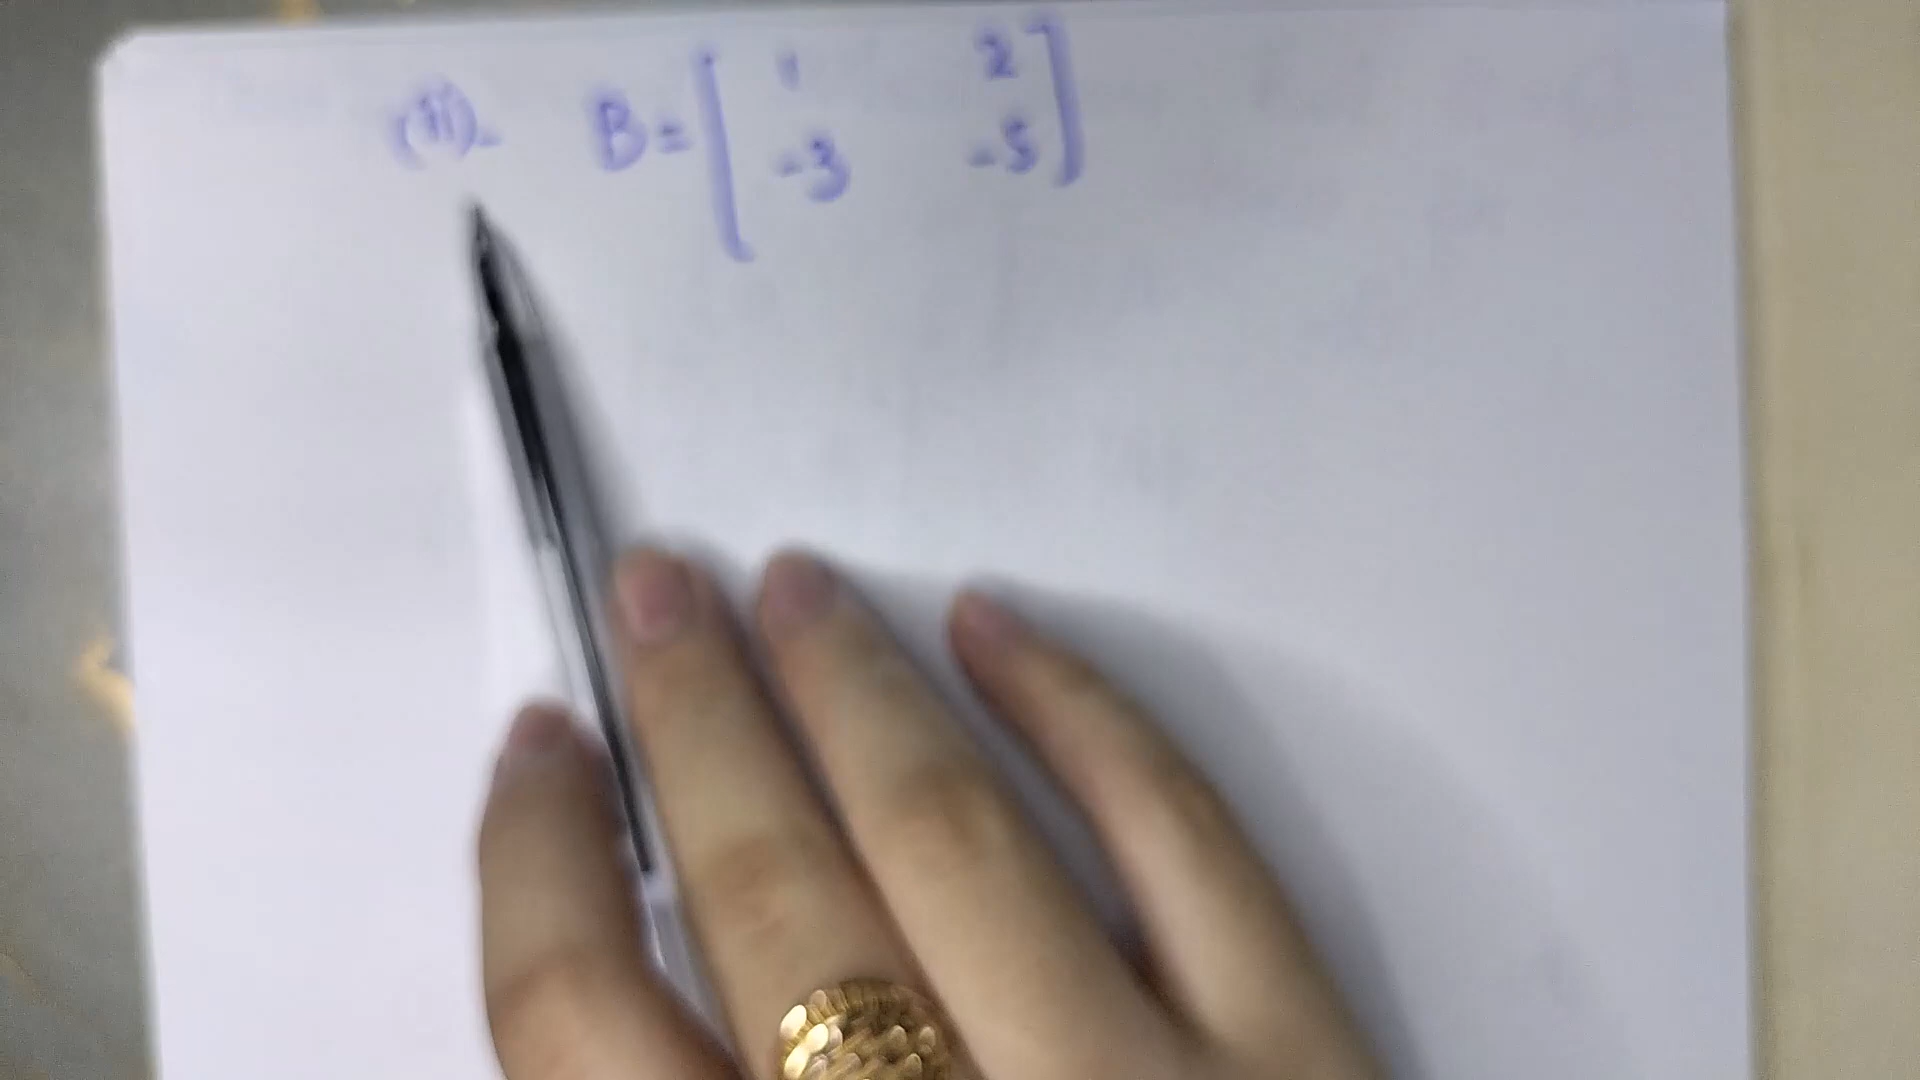 (ii)- B = [ 1 2
-3 -5 ]